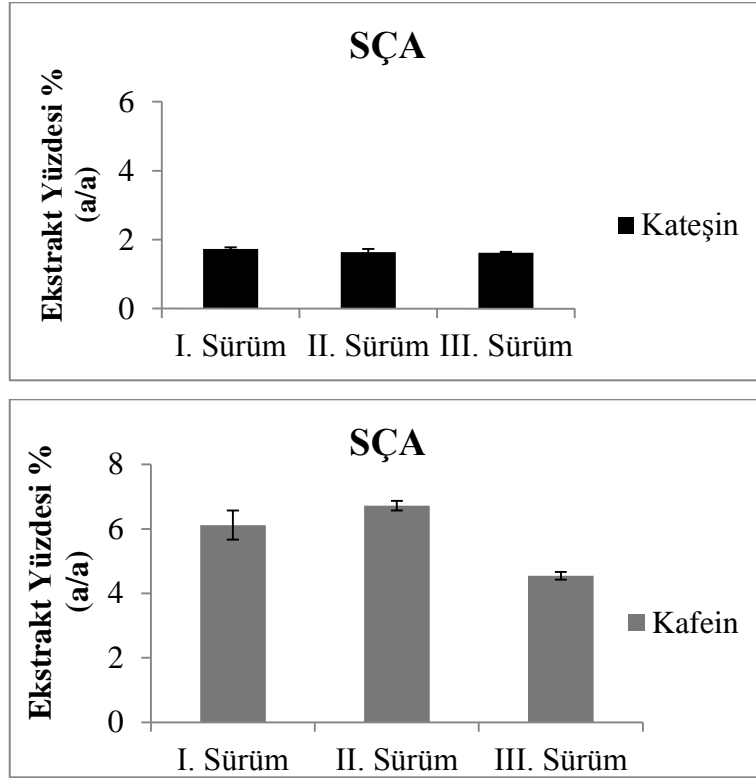 SÇA
Ekstrakt Yüzdesi %
(a/a)
6
4
2
0
I. Sürüm II. Sürüm III. Sürüm
Kateşin
SÇA
Ekstrakt Yüzdesi %
(a/a)
8
6
4
2
0
I. Sürüm II. Sürüm III. Sürüm
Kafein